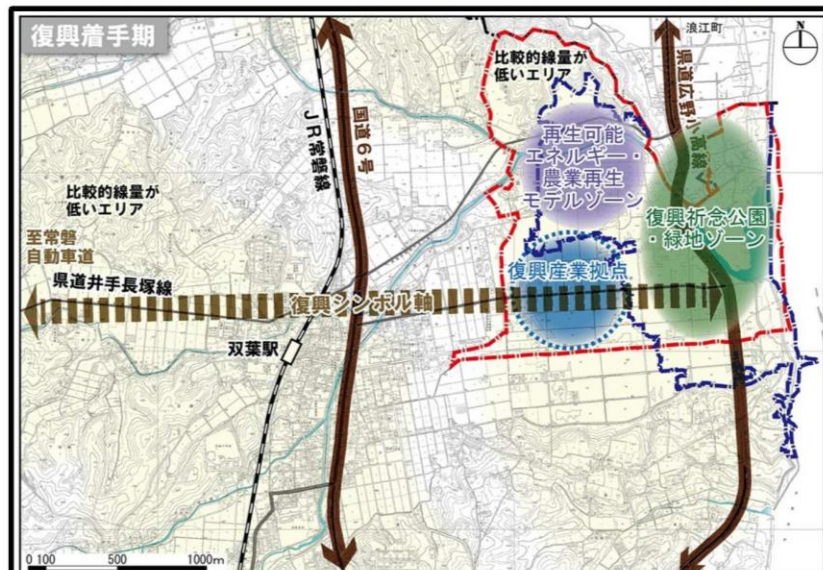 復興着手期
浪江町
N
比較的線量が
低いエリア
県道広野小高線
国道6号
JR常磐線
再生可能
エネルギー・
農業再生
モデルゾーン
比較的線量が
低いエリア
復興祈念公園
・緑地ゾーン
至常磐
自動車道
復興産業拠点
県道井手長塚線
復興シンボル軸
双葉駅
0 100 500 1000m